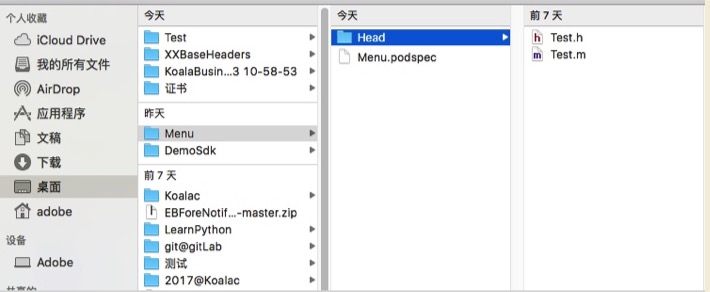 个人收藏
iCloud Drive
我的所有文件
AirDrop
应用程序
文稿
下载
桌面
adobe
设备
Adobe
今天
Test
XXBaseHeaders
KoalaBusin...3 10-58-53
证书
昨天
Menu
DemoSdk
前 7 天
Koalac
EBForeNotif...-master.zip
LearnPython
git@gitLab
测试
2017@Koalac
今天
Head
Menu.podspec
前 7 天
h Test.h
m Test.m